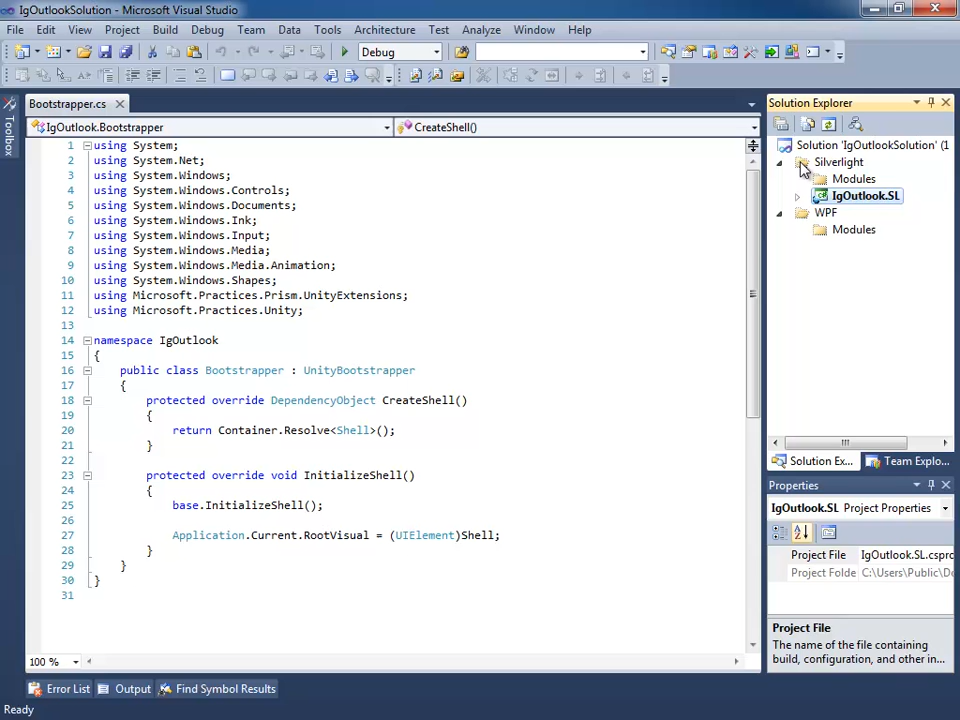 IgOutlookSolution - Microsoft Visual Studio
File Edit View Project Build Debug Team Data Tools Architecture Test Analyze Window Help
Debug
Toolbox
Bootstrapper.cs
IgOutlook.Bootstrapper
CreateShell()
1 using System;
2 using System.Net;
3 using System.Windows;
4 using System.Windows.Controls;
5 using System.Windows.Documents;
6 using System.Windows.Ink;
7 using System.Windows.Input;
8 using System.Windows.Media;
9 using System.Windows.Media.Animation;
10 using System.Windows.Shapes;
11 using Microsoft.Practices.Prism.UnityExtensions;
12 using Microsoft.Practices.Unity;
13
14 namespace IgOutlook
15 {
16 public class Bootstrapper : UnityBootstrapper
17 {
18 protected override DependencyObject CreateShell()
19 {
20 return Container.Resolve<Shell>();
21 }
22
23 protected override void InitializeShell()
24 {
25 base.InitializeShell();
26
27 Application.Current.RootVisual = (UIElement)Shell;
28 }
29 }
30 }
31
100 %
Solution Explorer
Solution 'IgOutlookSolution' (1
Silverlight
Modules
IgOutlook.SL
WPF
Modules
Solution Ex... Team Explo...
Properties
IgOutlook.SL Project Properties
Project File IgOutlook.SL.cspro
Project Folde C:\Users\Public\Do
Project File
The name of the file containing
build, configuration, and other in...
Error List Output Find Symbol Results
Ready